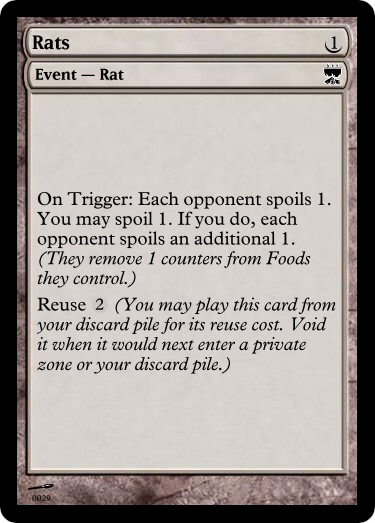 Rats 1
Event — Rat
On Trigger: Each opponent spoils 1.
You may spoil 1. If you do, each
opponent spoils an additional 1.
(They remove 1 counters from Foods
they control.)
Reuse 2 (You may play this card from
your discard pile for its reuse cost. Void
it when it would next enter a private
zone or your discard pile.)
0029